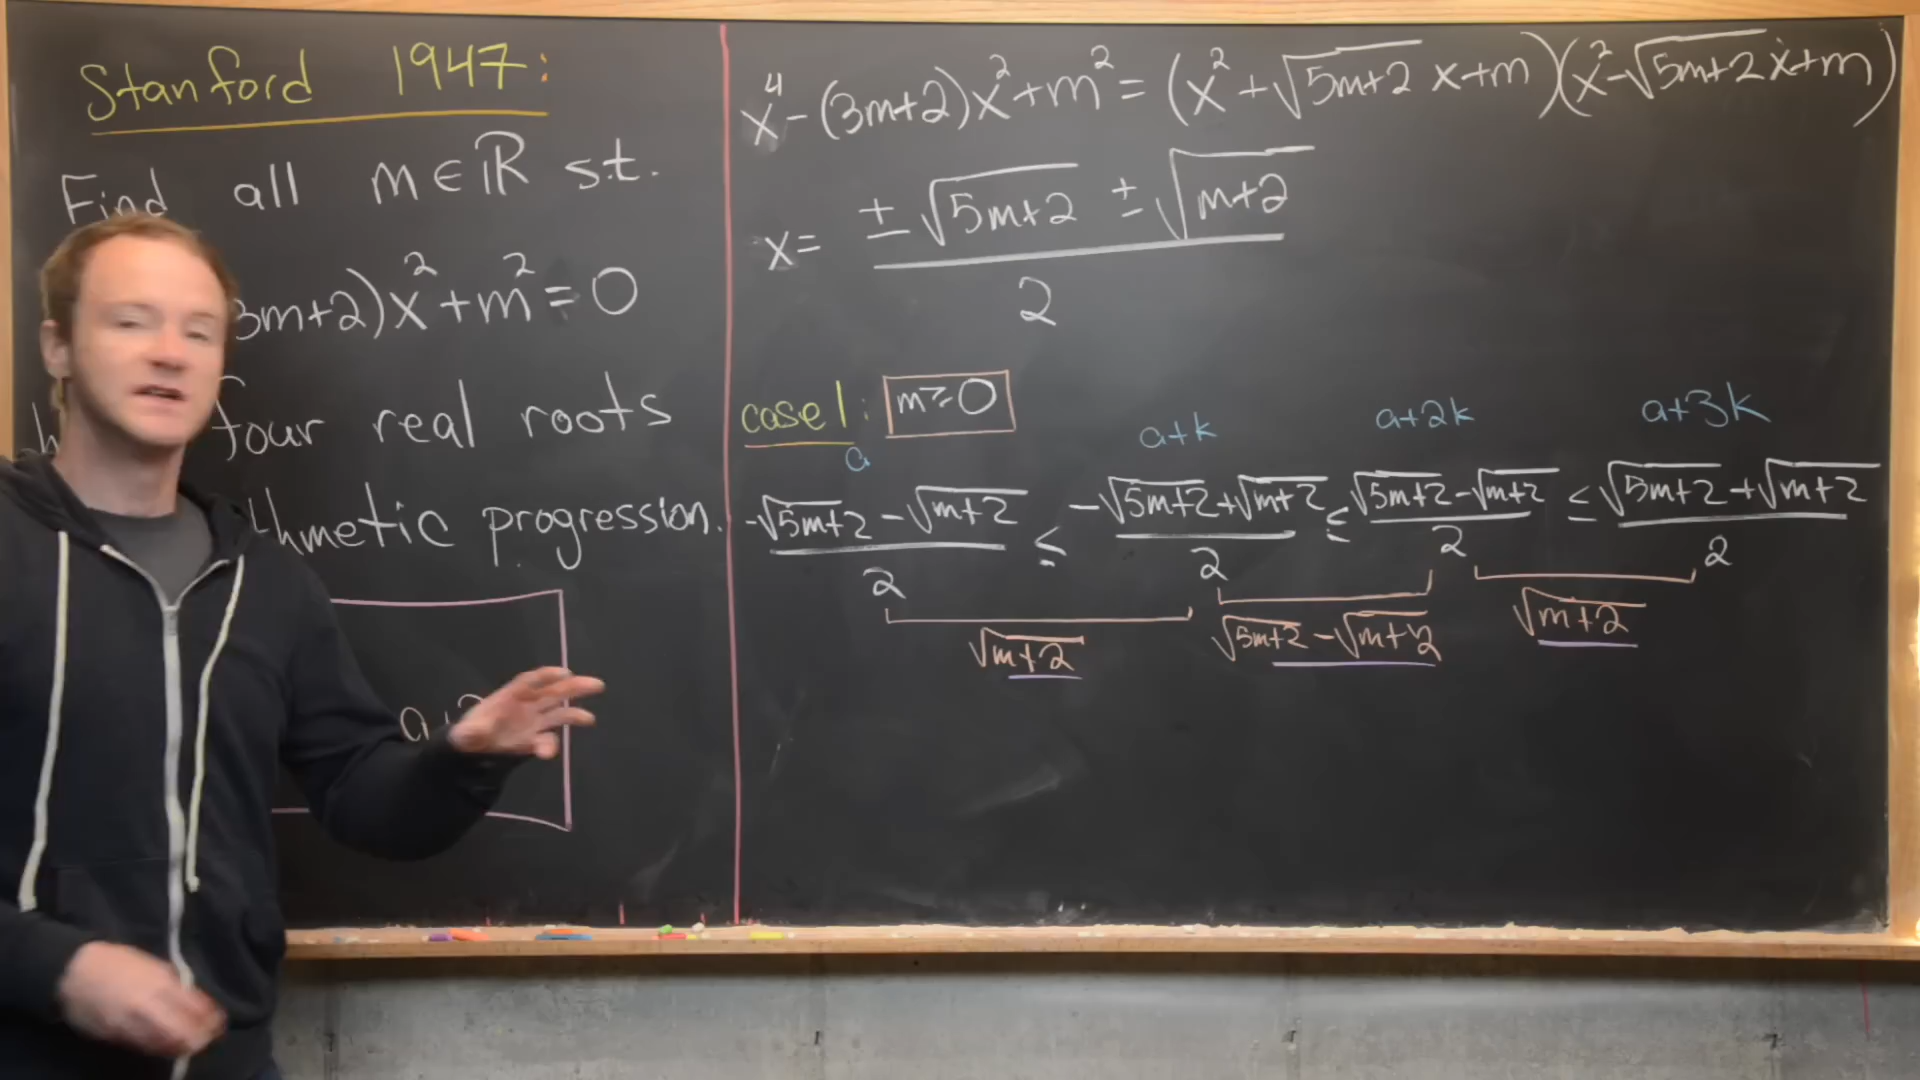 Stanford 1947:
Find all m∈ℝ s.t.
3m+2)x²+m²=0
four real roots
thmetic progression.
x⁴-(3m+2)x²+m²=(x²+√(5m+2) x+m)(x²-√(5m+2) x+m)
x= (±√(5m+2) ±√(m+2))/2
case 1: m≥0
a a+k a+2k a+3k
(-√(5m+2)-√(m+2))/2 ≤ (-√(5m+2)+√(m+2))/2 ≤ (√(5m+2)-√(m+2))/2 ≤ (√(5m+2)+√(m+2))/2
√(m+2) √(5m+2)-√(m+2) √(m+2)